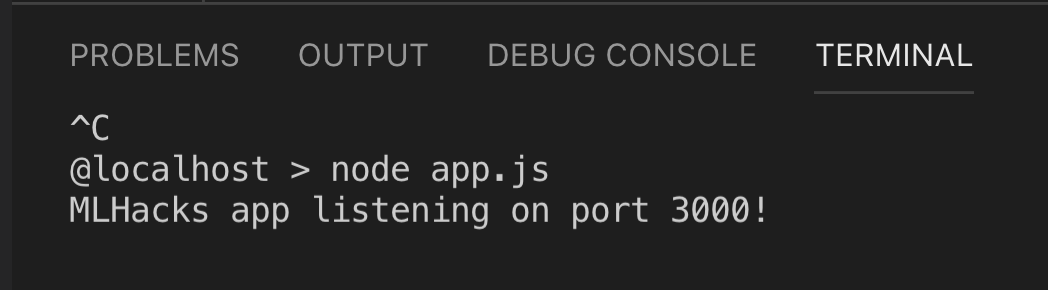 PROBLEMS OUTPUT DEBUG CONSOLE TERMINAL
^C
@localhost > node app.js
MLHacks app listening on port 3000!